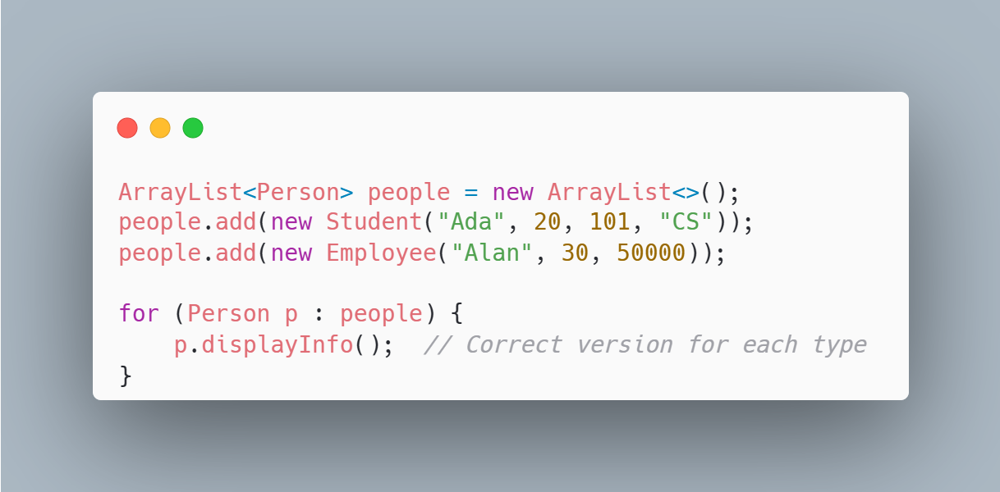 ArrayList<Person> people = new ArrayList<>();
people.add(new Student("Ada", 20, 101, "CS"));
people.add(new Employee("Alan", 30, 50000));

for (Person p : people) {
    p.displayInfo();  // Correct version for each type
}